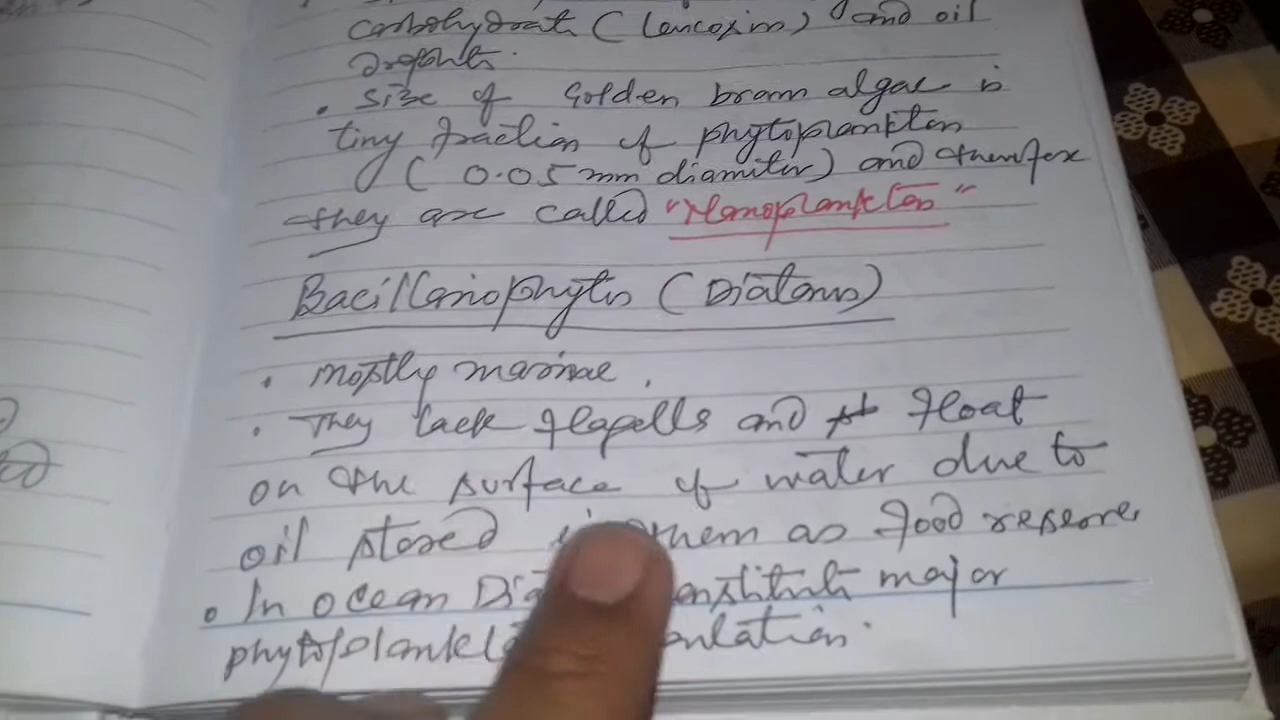 carbohydrate (leucosin) and oil
droplets.
• Size of Golden brown algae is
tiny fraction of phytoplankton
( 0.05 mm diameter) and therefore
they are called "Nanoplankton"
Bacillariophytes (Diatoms)
• Mostly marine.
• They lack flagella and float
on the surface of water due to
oil stored in them as food reserve.
• In ocean constitute major